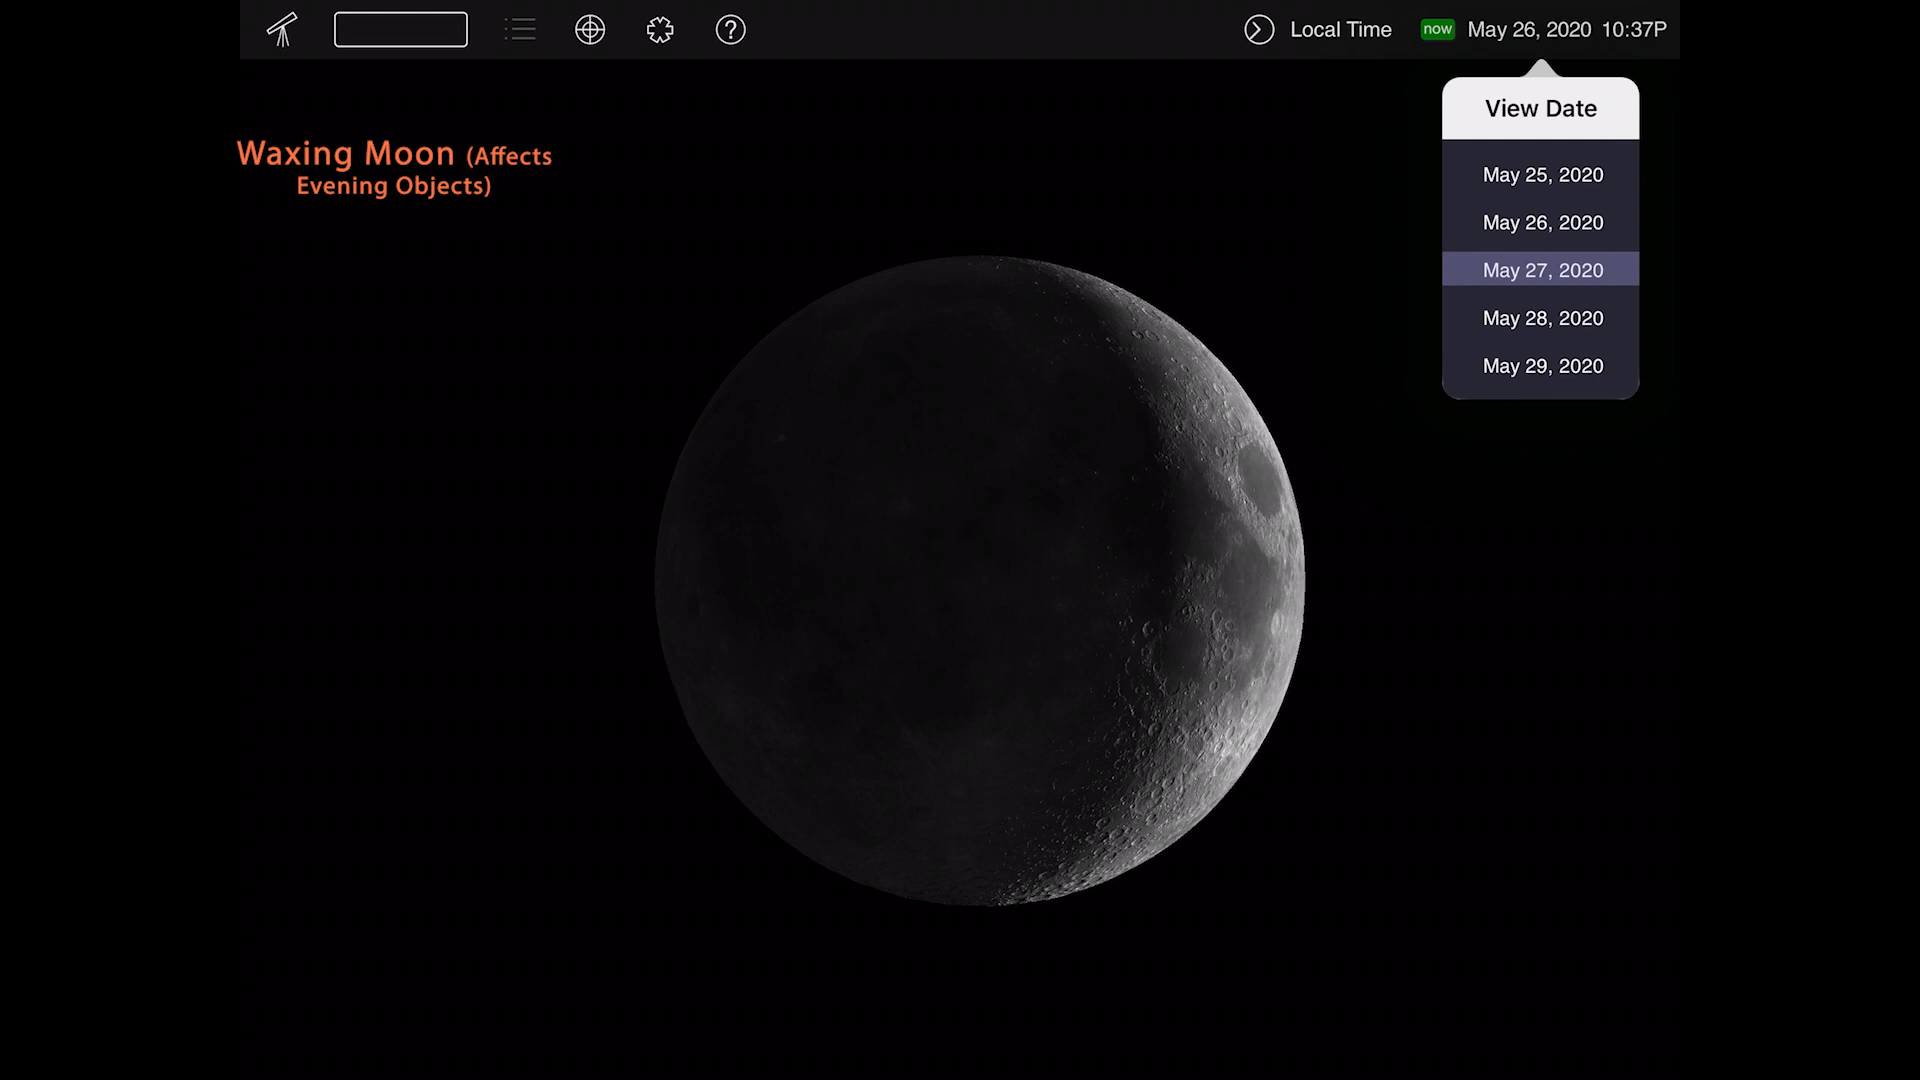 ?
Local Time
now
May 26, 2020 10:37P
View Date
May 25, 2020
May 26, 2020
May 27, 2020
May 28, 2020
May 29, 2020
Waxing Moon (Affects
Evening Objects)